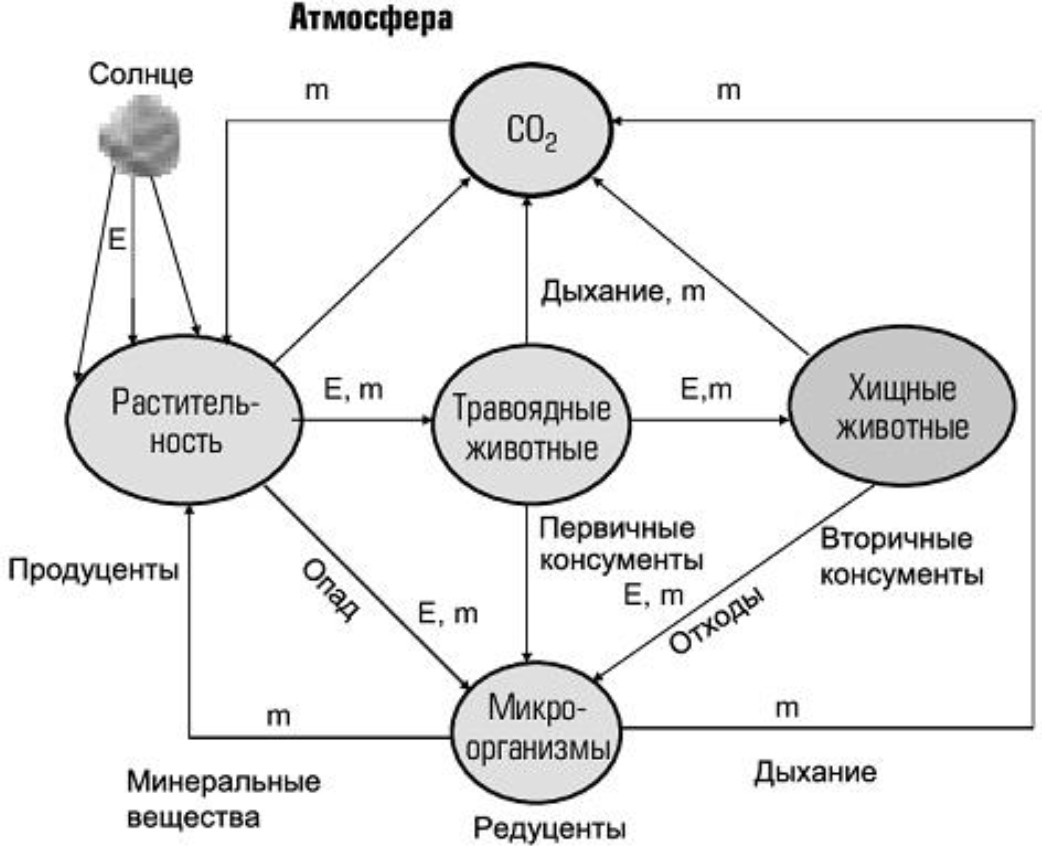 Атмосфера
Солнце
m
m
CO₂
E
Дыхание, m
Раститель-
ность
E, m
Травоядные
животные
E,m
Хищные
животные
Продуценты
Опад
E, m
Первичные
консументы
E, m
Отходы
Вторичные
консументы
Микро-
организмы
m
m
Минеральные
вещества
Дыхание
Редуценты